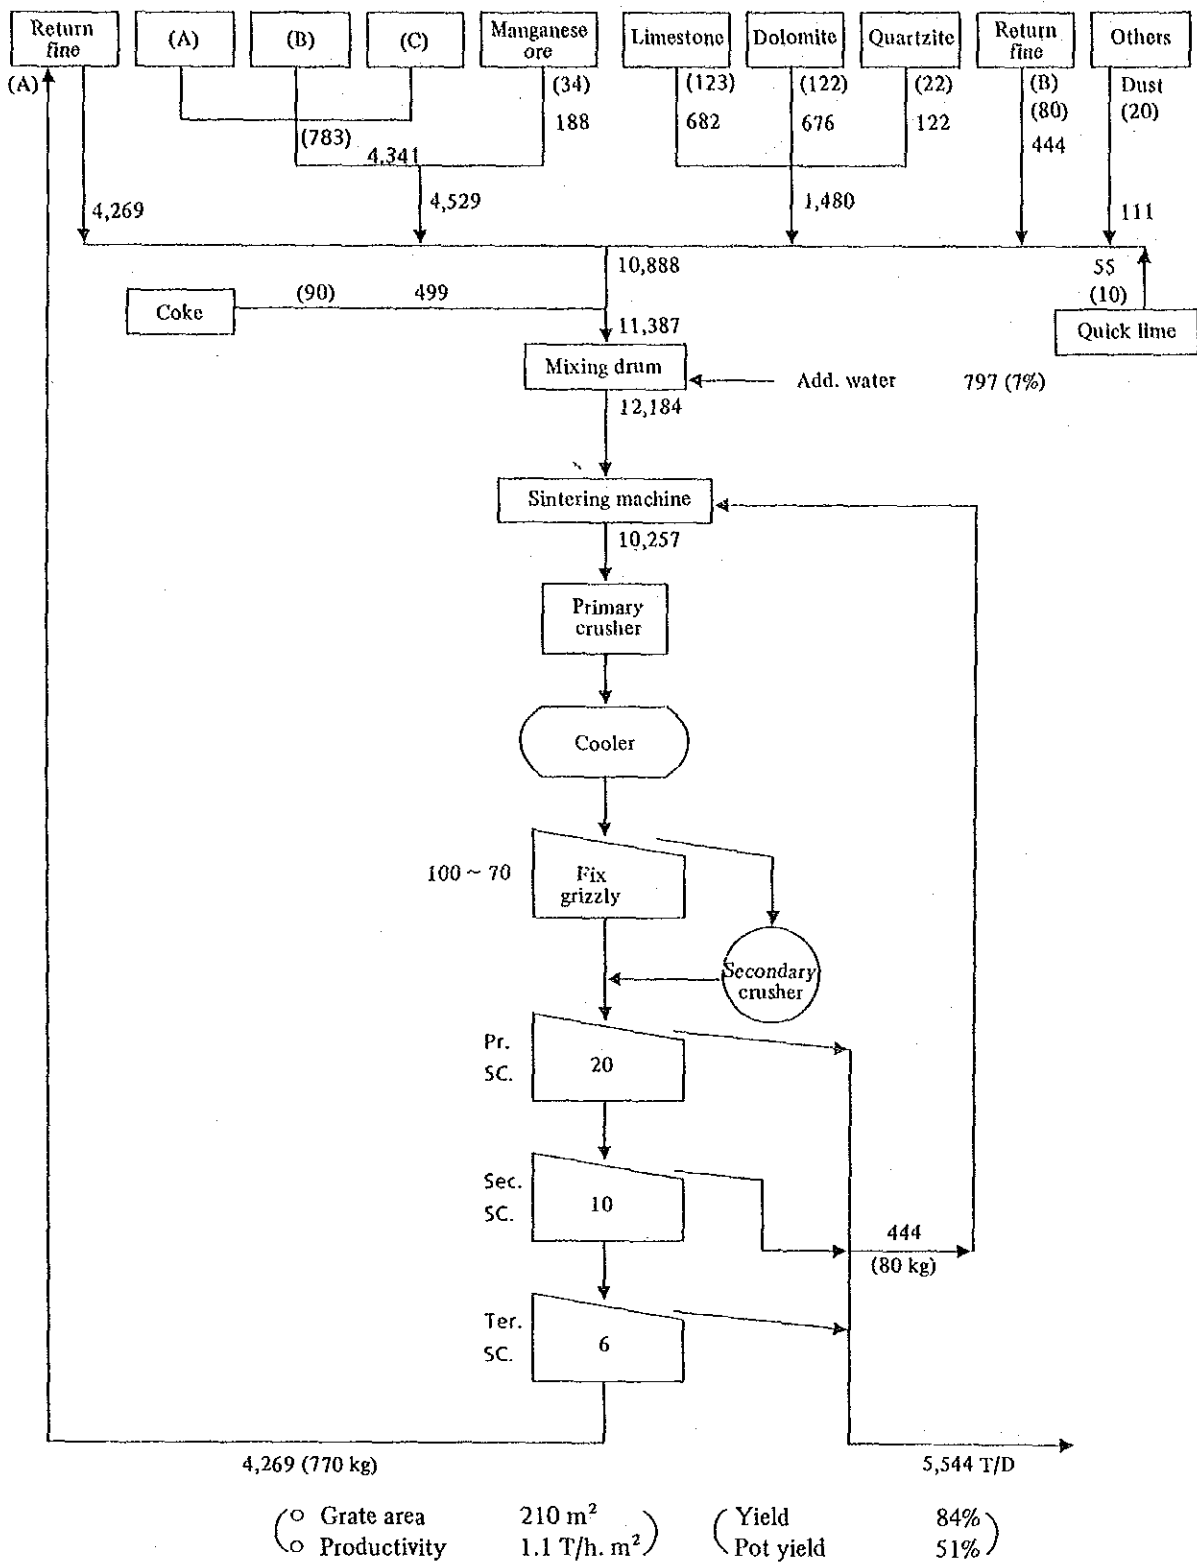 Return fine
(A)
(B)
(C)
Manganese ore
Limestone
Dolomite
Quartzite
Return fine
Others
(A)
(34)
(123)
(122)
(22)
(B)
Dust
(80)
(20)
188
682
676
122
444
(783)
4,341
4,269
4,529
1,480
111
10,888
55
(10)
Coke
(90)
499
11,387
Quick lime
Mixing drum
Add. water
797 (7%)
12,184
Sintering machine
10,257
Primary
crusher
Cooler
100 ~ 70
Fix
grizzly
Secondary
crusher
Pr.
SC.
20
Sec.
SC.
10
444
(80 kg)
Ter.
SC.
6
4,269 (770 kg)
5,544 T/D
○ Grate area 210 m² Yield 84%
○ Productivity 1.1 T/h. m² Pot yield 51%